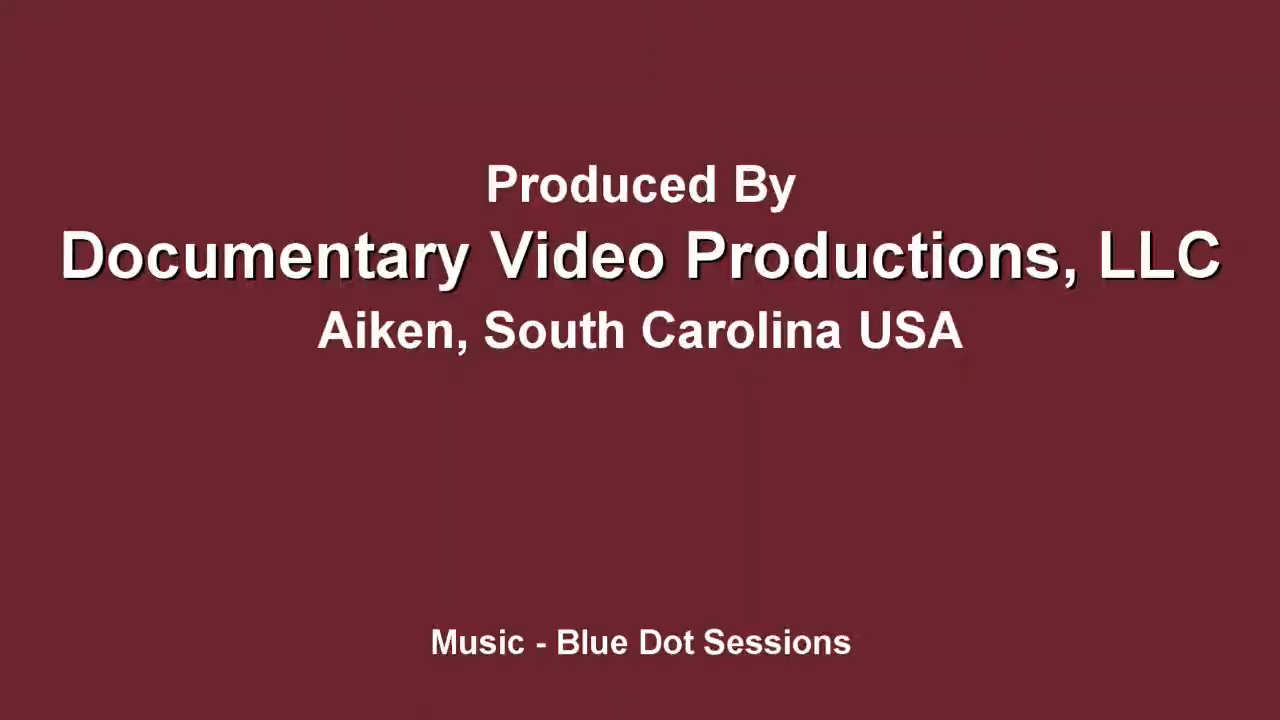 Produced By
Documentary Video Productions, LLC
Aiken, South Carolina USA
Music - Blue Dot Sessions